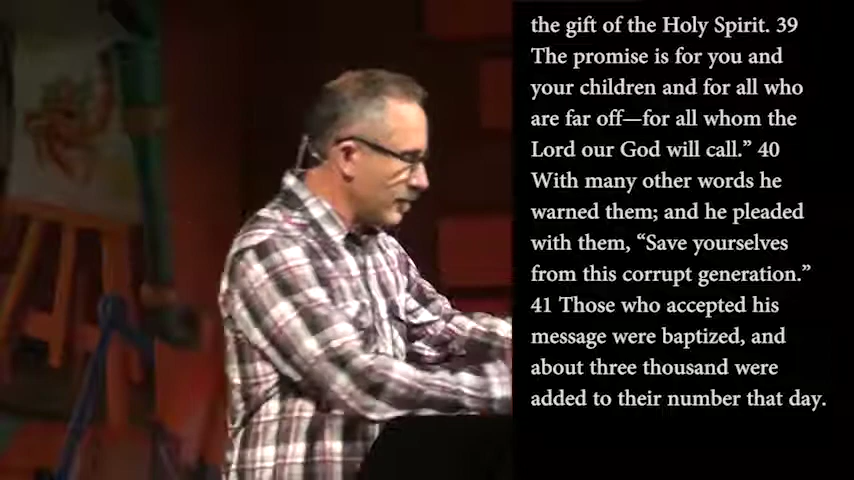 the gift of the Holy Spirit. 39
The promise is for you and
your children and for all who
are far off—for all whom the
Lord our God will call.” 40
With many other words he
warned them; and he pleaded
with them, “Save yourselves
from this corrupt generation.”
41 Those who accepted his
message were baptized, and
about three thousand were
added to their number that day.